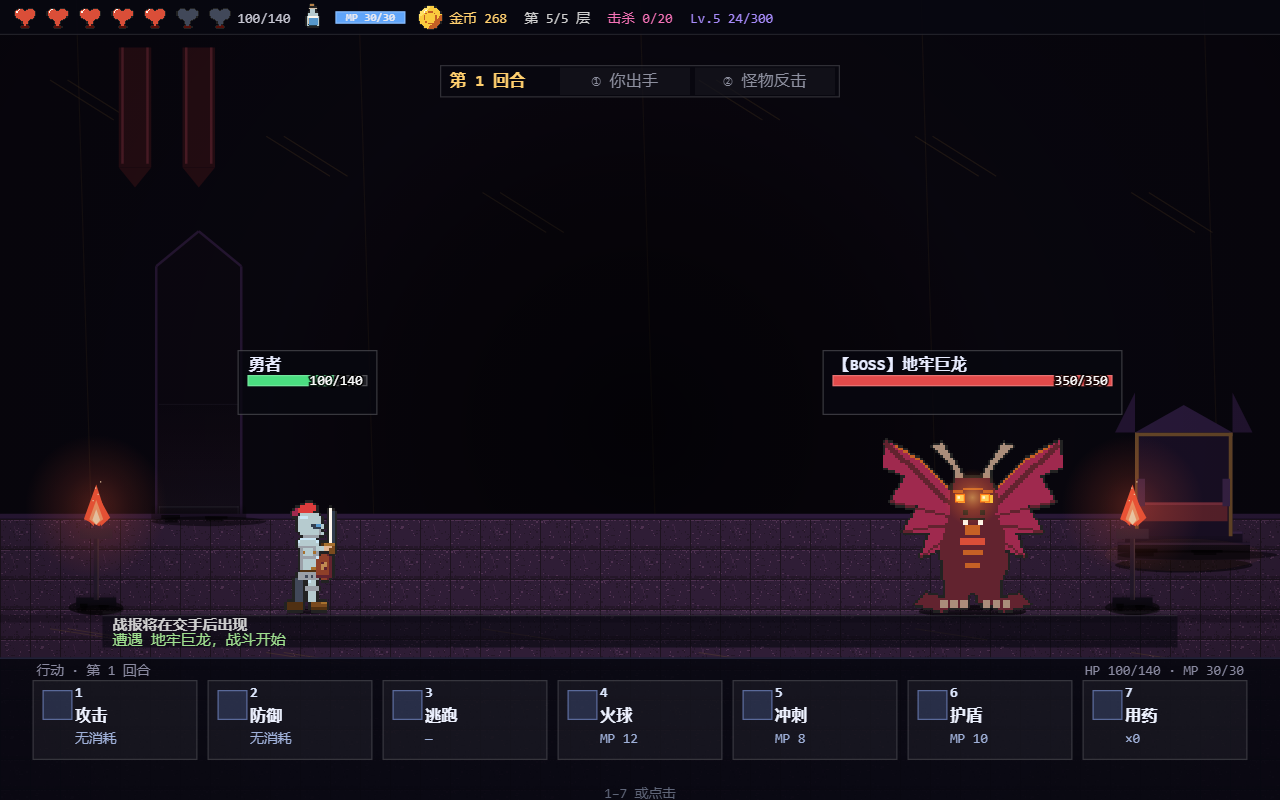 100/140 MP 30/30 金币 268 第 5/5 层 击杀 0/20 Lv.5 24/300
第 1 回合 ① 你出手 ② 怪物反击
勇者
100/140
【BOSS】地牢巨龙
350/350
战报将在交手后出现
遭遇 地牢巨龙, 战斗开始
行动 · 第 1 回合
HP 100/140 · MP 30/30
1
攻击
无消耗
2
防御
无消耗
3
逃跑
—
4
火球
MP 12
5
冲刺
MP 8
6
护盾
MP 10
7
用药
×0
1–7 或点击